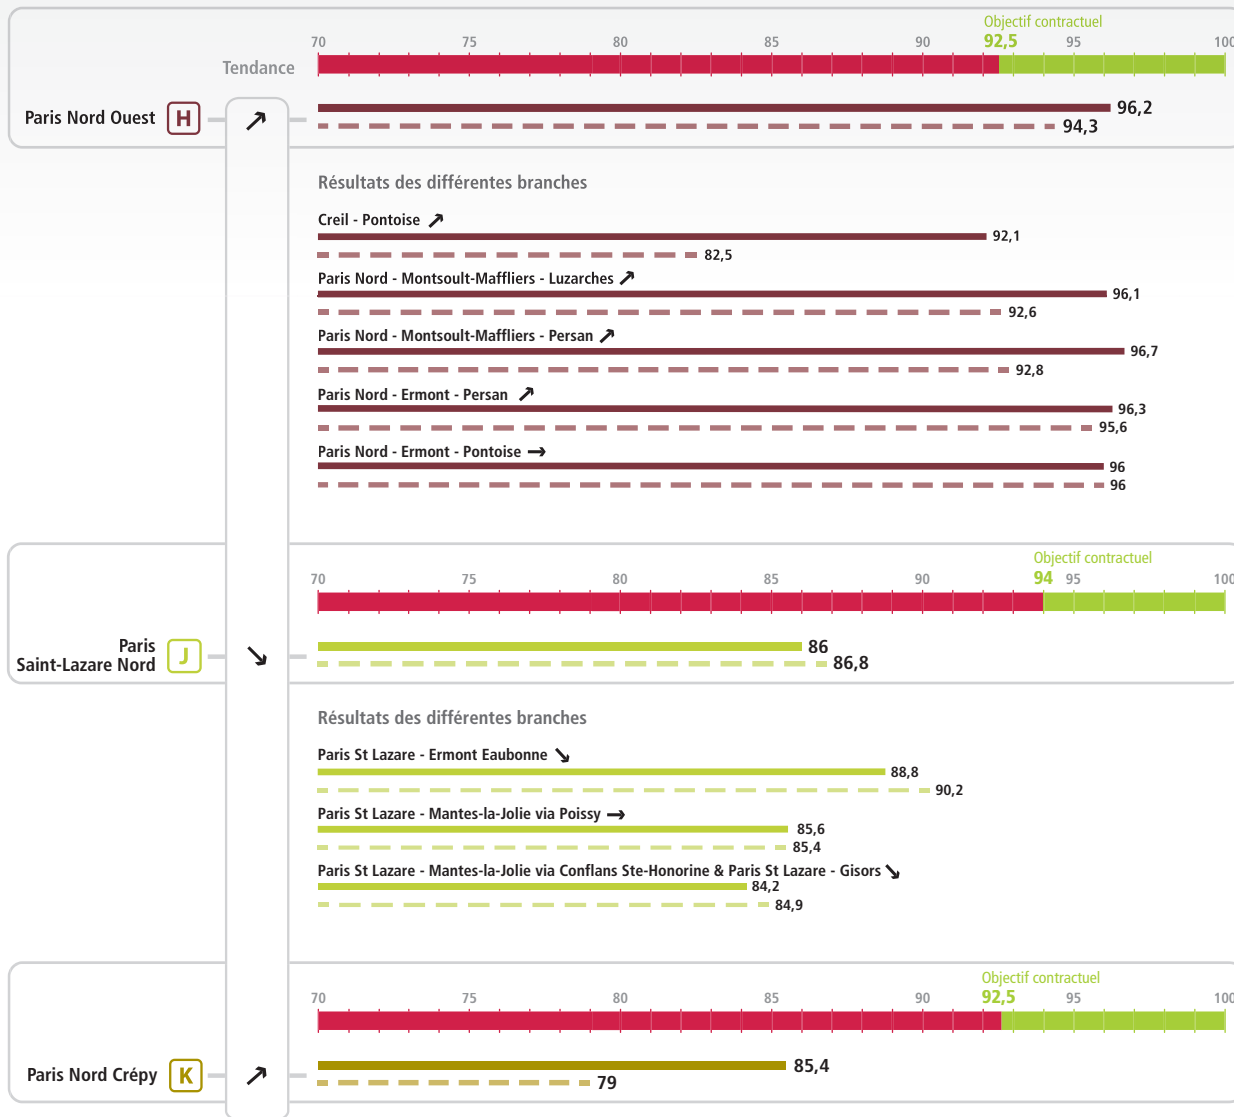 Objectif contractuel
70 75 80 85 90 92,5 95 100
Tendance
Paris Nord Ouest H
96,2
94,3
Résultats des différentes branches
Creil - Pontoise
92,1
82,5
Paris Nord - Montsoult-Maffliers - Luzarches
96,1
92,6
Paris Nord - Montsoult-Maffliers - Persan
96,7
92,8
Paris Nord - Ermont - Persan
96,3
95,6
Paris Nord - Ermont - Pontoise
96
96
Objectif contractuel
70 75 80 85 90 94 95 100
Paris
Saint-Lazare Nord
J
86
86,8
Résultats des différentes branches
Paris St Lazare - Ermont Eaubonne
88,8
90,2
Paris St Lazare - Mantes-la-Jolie via Poissy
85,6
85,4
Paris St Lazare - Mantes-la-Jolie via Conflans Ste-Honorine & Paris St Lazare - Gisors
84,2
84,9
Objectif contractuel
70 75 80 85 90 92,5 95 100
Paris Nord Crépy K
85,4
79